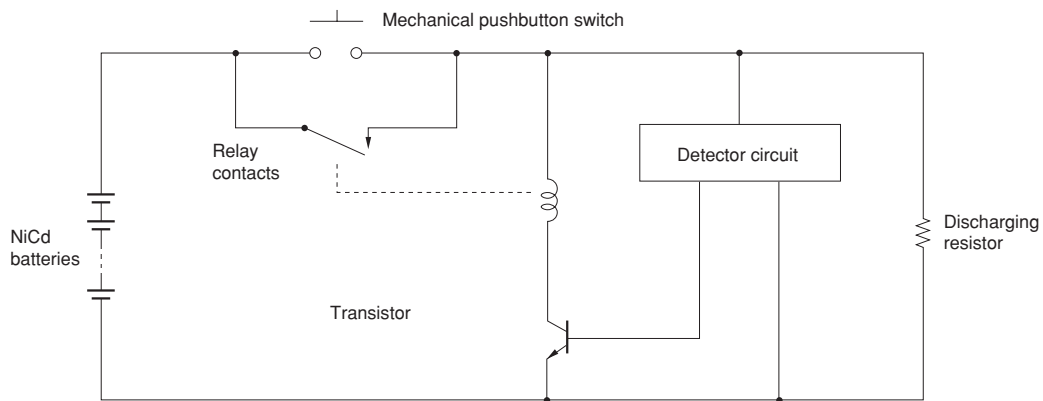 Mechanical pushbutton switch
Relay
contacts
Detector circuit
NiCd
batteries
Discharging
resistor
Transistor